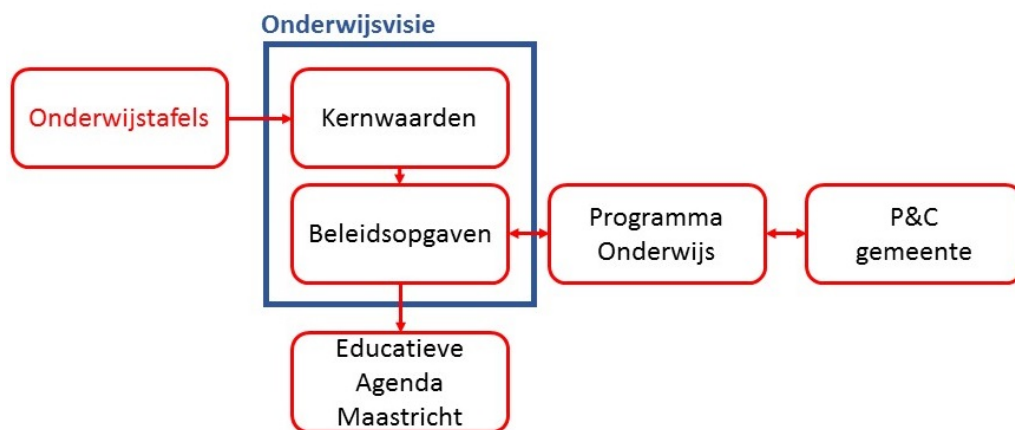 Onderwijsvisie
Onderwijstafels
Kernwaarden
Beleidsopgaven
Programma
Onderwijs
P&C
gemeente
Educatieve
Agenda
Maastricht